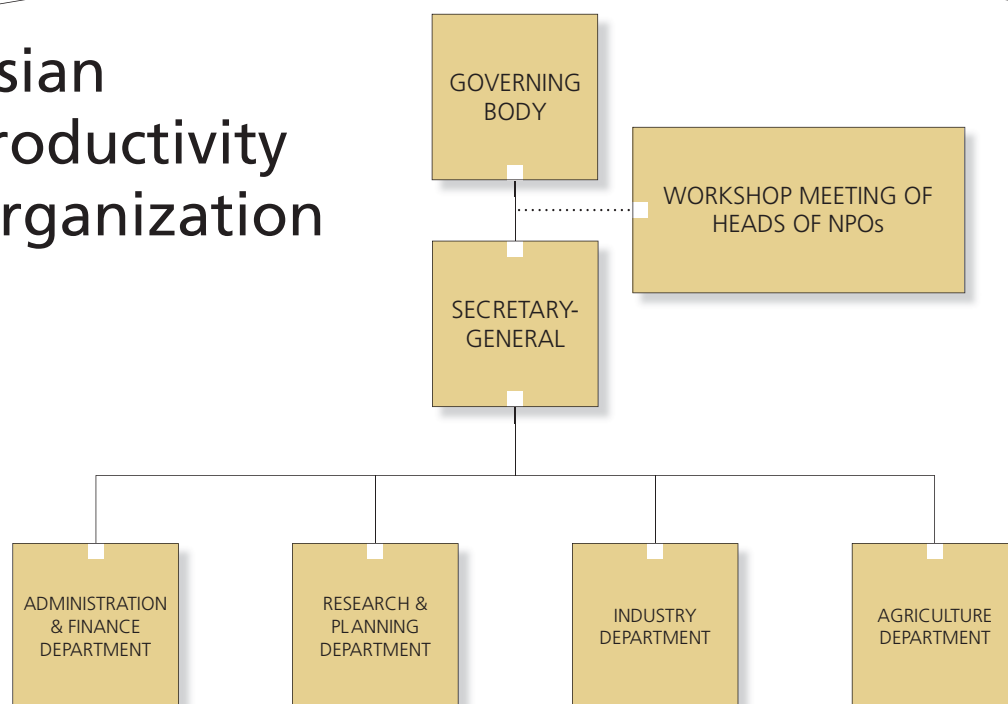 sian
roductivity
rganization
GOVERNING
BODY
WORKSHOP MEETING OF
HEADS OF NPOs
SECRETARY-
GENERAL
ADMINISTRATION
& FINANCE
DEPARTMENT
RESEARCH &
PLANNING
DEPARTMENT
INDUSTRY
DEPARTMENT
AGRICULTURE
DEPARTMENT